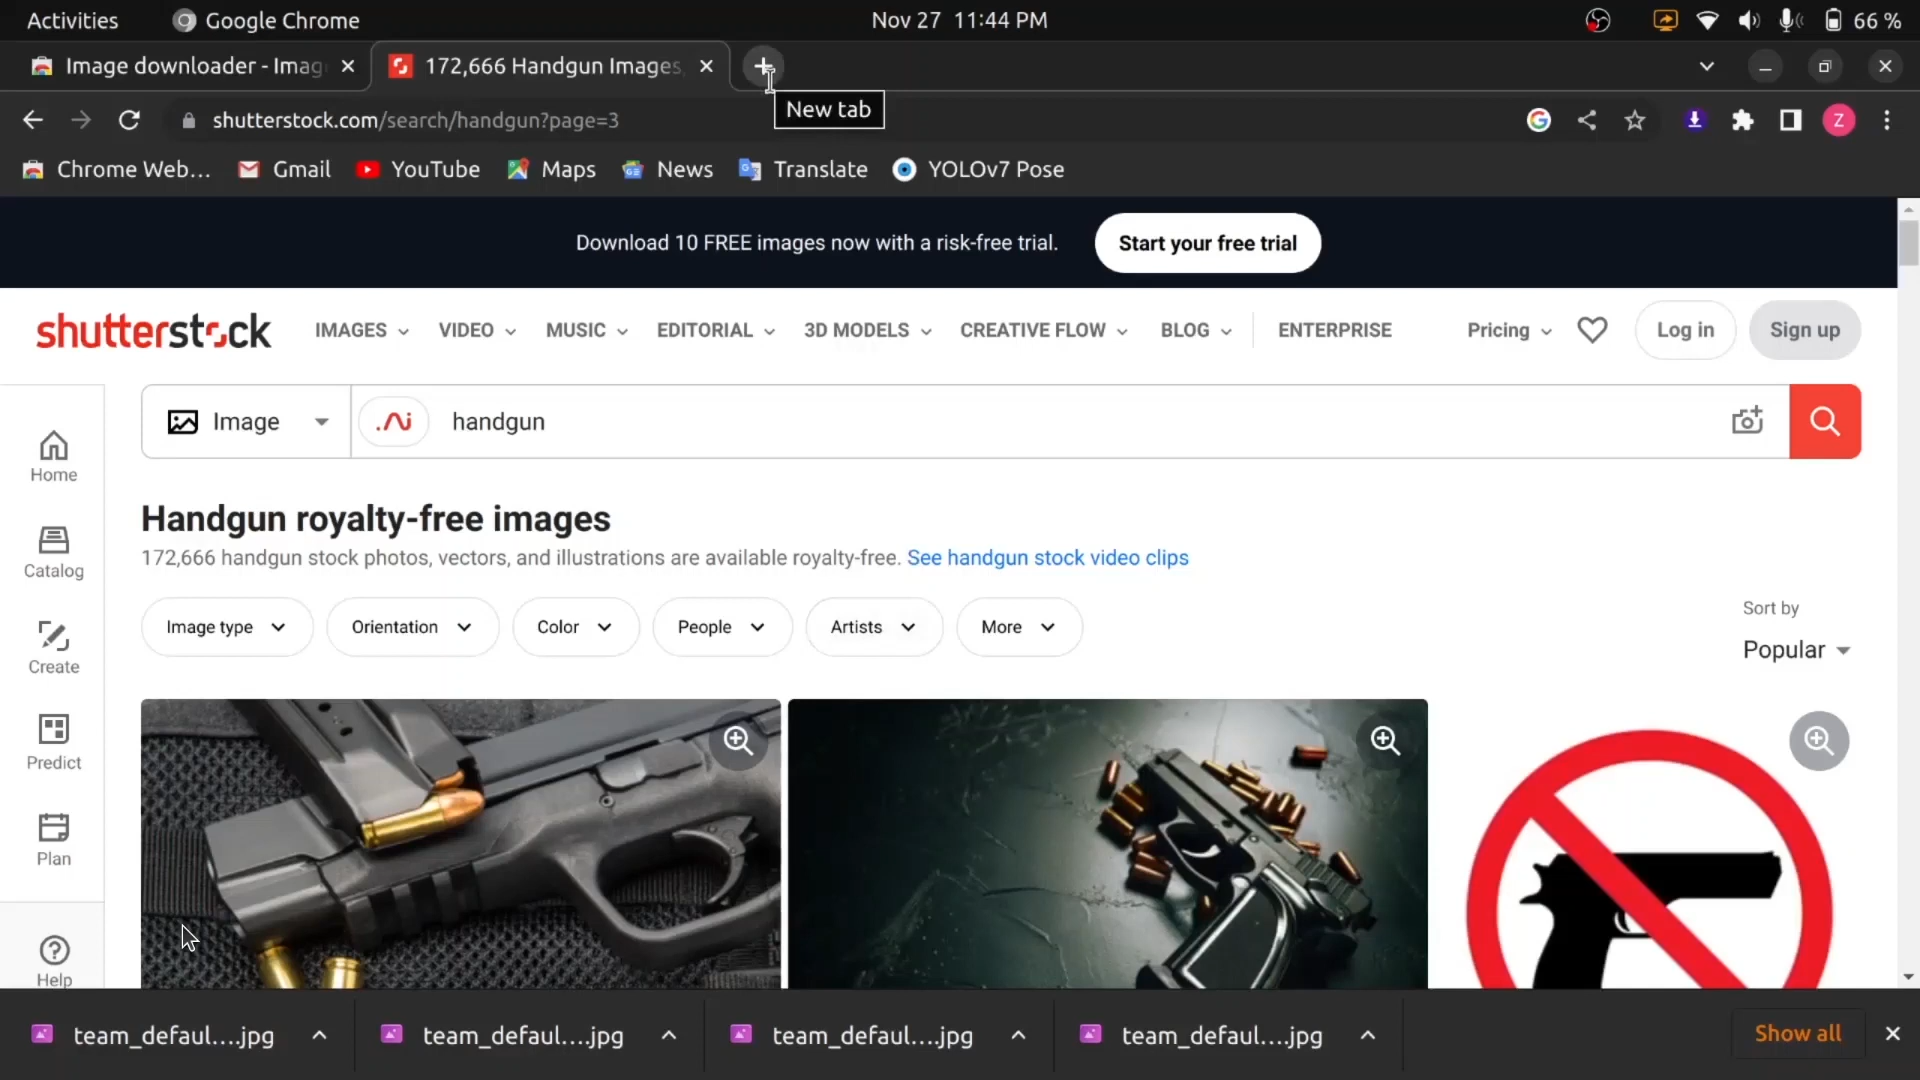 Activities Google Chrome Nov 27 11:44 PM 66 %
Image downloader - Imag 172,666 Handgun Images,
New tab
shutterstock.com/search/handgun?page=3 Z
Chrome Web... Gmail YouTube Maps News Translate YOLOv7 Pose
Download 10 FREE images now with a risk-free trial. Start your free trial
shutterstock IMAGES VIDEO MUSIC EDITORIAL 3D MODELS CREATIVE FLOW BLOG ENTERPRISE Pricing Log in Sign up
Image handgun
Home
Handgun royalty-free images
172,666 handgun stock photos, vectors, and illustrations are available royalty-free. See handgun stock video clips
Catalog
Image type Orientation Color People Artists More
Sort by
Popular
Create
Predict
Plan
Help
team_defaul....jpg team_defaul....jpg team_defaul....jpg team_defaul....jpg Show all